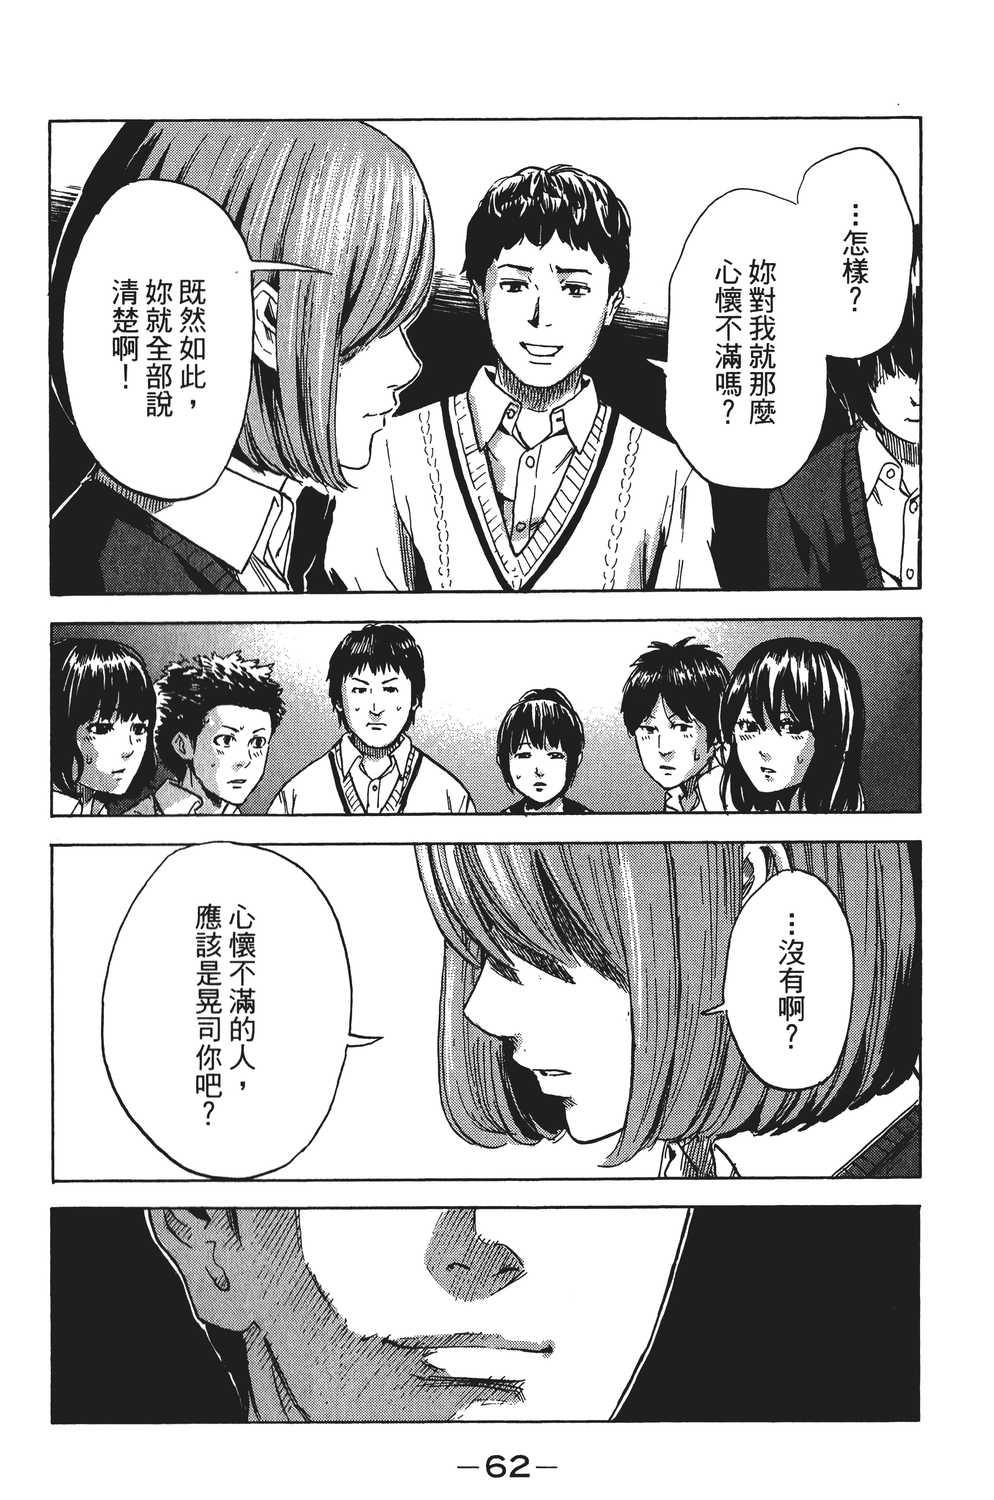 …怎樣？
妳對我就那麼
心懷不滿嗎？
既然如此，
妳就全部說
清楚啊！
…沒有啊？
心懷不滿的人，
應該是晃司你吧？
—62—